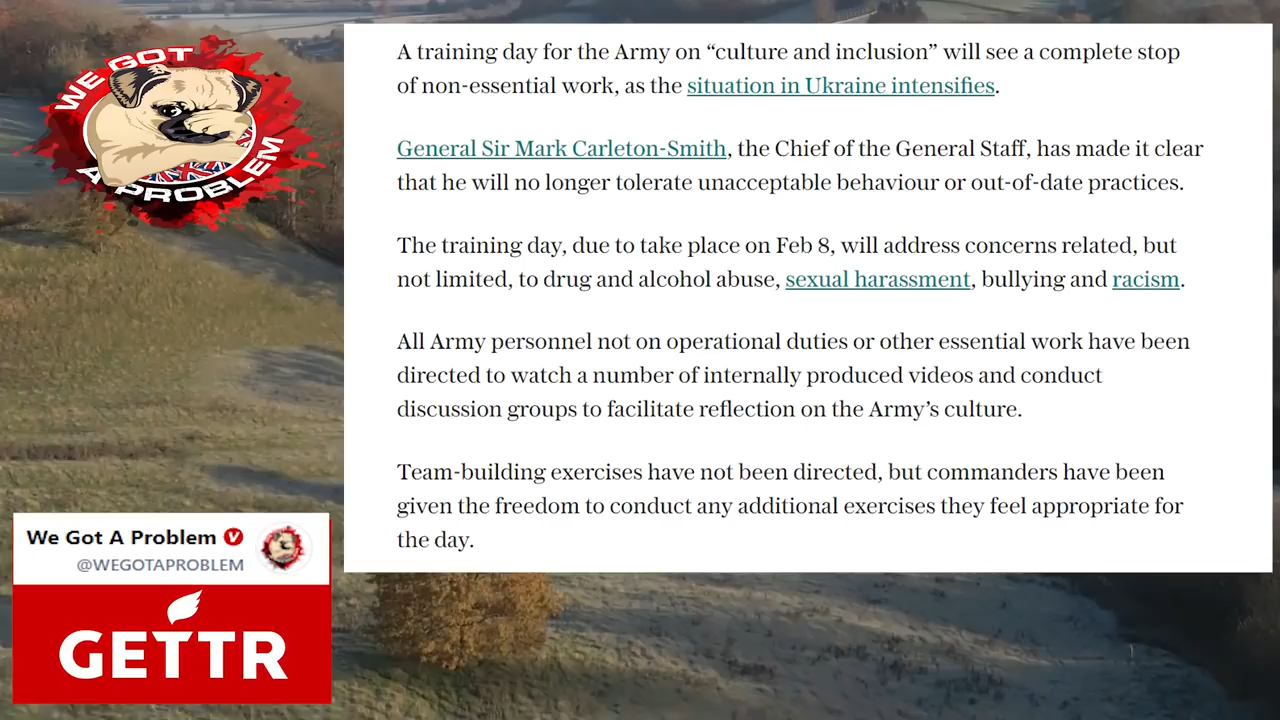 WE GOT
A PROBLEM
A training day for the Army on “culture and inclusion” will see a complete stop
of non-essential work, as the situation in Ukraine intensifies.
General Sir Mark Carleton-Smith, the Chief of the General Staff, has made it clear
that he will no longer tolerate unacceptable behaviour or out-of-date practices.
The training day, due to take place on Feb 8, will address concerns related, but
not limited, to drug and alcohol abuse, sexual harassment, bullying and racism.
All Army personnel not on operational duties or other essential work have been
directed to watch a number of internally produced videos and conduct
discussion groups to facilitate reflection on the Army’s culture.
Team-building exercises have not been directed, but commanders have been
given the freedom to conduct any additional exercises they feel appropriate for
the day.
We Got A Problem V
@WEGOTAPROBLEM
GETTR